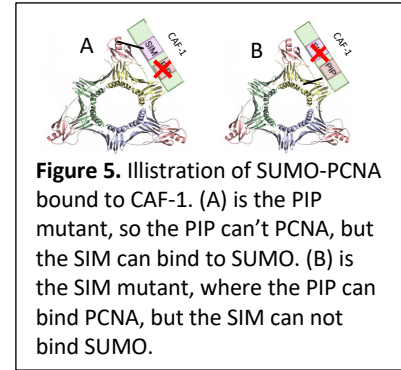 A
SIM
CAF-1
B
PIP
CAF-1
Figure 5. Illistration of SUMO-PCNA
bound to CAF-1. (A) is the PIP
mutant, so the PIP can’t PCNA, but
the SIM can bind to SUMO. (B) is
the SIM mutant, where the PIP can
bind PCNA, but the SIM can not
bind SUMO.